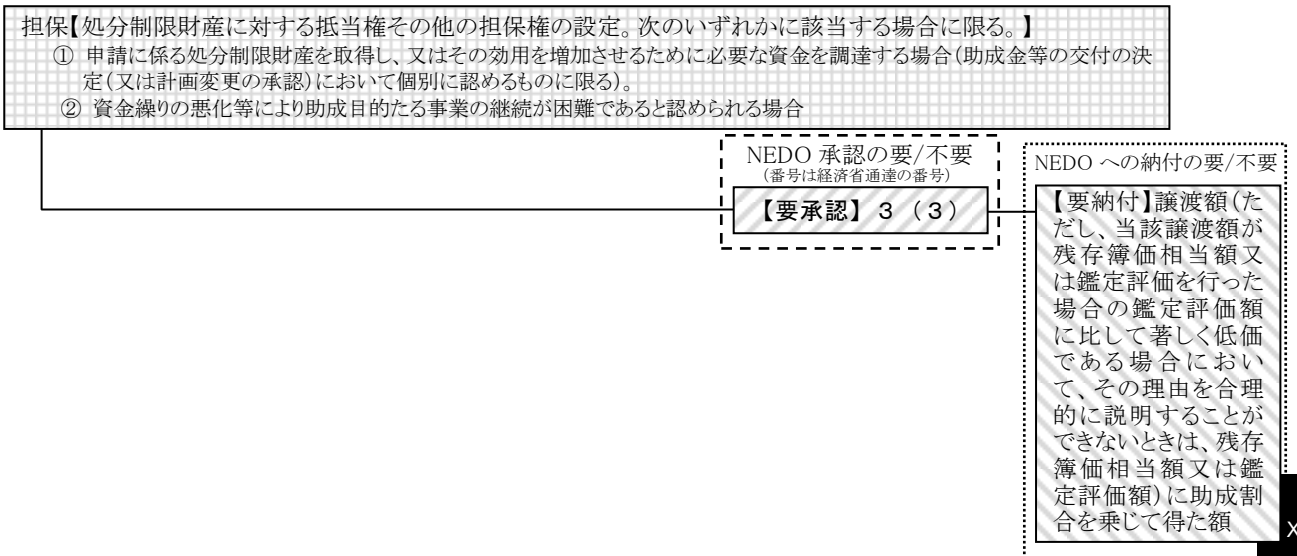 担保【処分制限財産に対する抵当権その他の担保権の設定。次のいずれかに該当する場合に限る。】
① 申請に係る処分制限財産を取得し、又はその効用を増加させるために必要な資金を調達する場合(助成金等の交付の決
定(又は計画変更の承認)において個別に認めるものに限る)。
② 資金繰りの悪化等により助成目的たる事業の継続が困難であると認められる場合
NEDO 承認の要/不要
(番号は経済省通達の番号)
【要承認】3(3)
NEDO への納付の要/不要
【要納付】譲渡額(た
だし、当該譲渡額が
残存簿価相当額又
は鑑定評価を行った
場合の鑑定評価額
に比して著しく低価
である場合におい
て、その理由を合理
的に説明することが
できないときは、残存
簿価相当額又は鑑
定評価額)に助成割
合を乗じて得た額
X